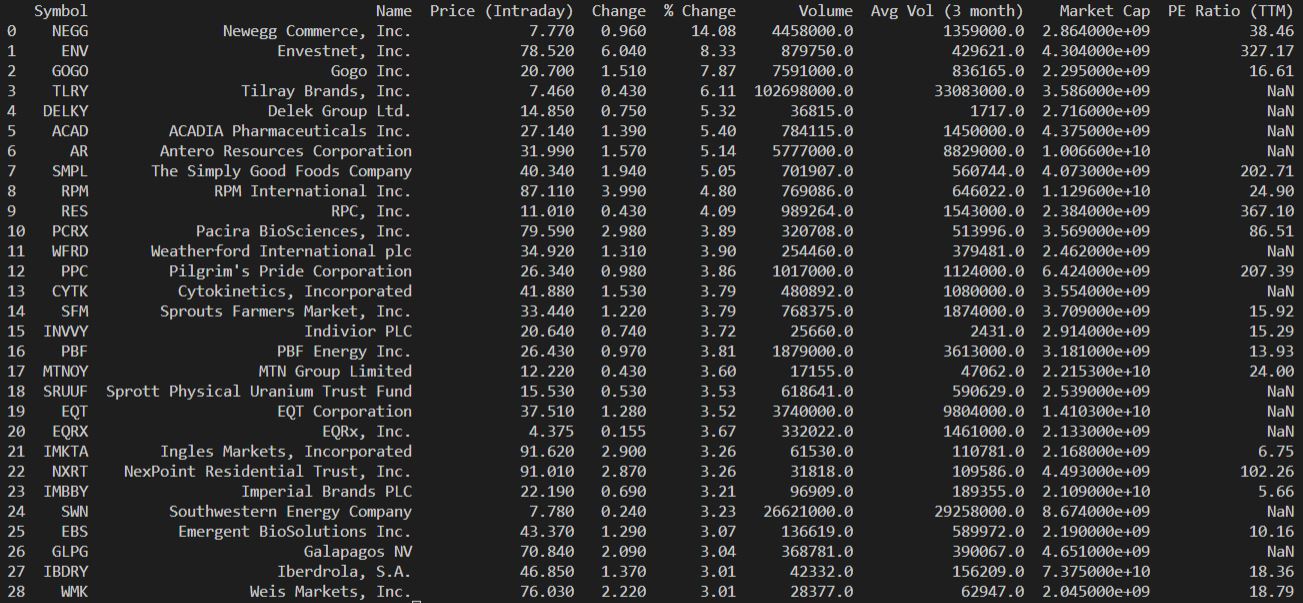 Symbol Name Price (Intraday) Change % Change Volume Avg Vol (3 month) Market Cap PE Ratio (TTM)
0 NEGG Newegg Commerce, Inc. 7.770 0.960 14.08 4458000.0 1359000.0 2.864000e+09 38.46
1 ENV Envestnet, Inc. 78.520 6.040 8.33 879750.0 429621.0 4.304000e+09 327.17
2 GOGO Gogo Inc. 20.700 1.510 7.87 7591000.0 836165.0 2.295000e+09 16.61
3 TLRY Tilray Brands, Inc. 7.460 0.430 6.11 102698000.0 33083000.0 3.586000e+09 NaN
4 DELKY Delek Group Ltd. 14.850 0.750 5.32 36815.0 1717.0 2.716000e+09 NaN
5 ACAD ACADIA Pharmaceuticals Inc. 27.140 1.390 5.40 784115.0 1450000.0 4.375000e+09 NaN
6 AR Antero Resources Corporation 31.990 1.570 5.14 5777000.0 8829000.0 1.006600e+10 NaN
7 SMPL The Simply Good Foods Company 40.340 1.940 5.05 701907.0 560744.0 4.073000e+09 202.71
8 RPM RPM International Inc. 87.110 3.990 4.80 769086.0 646022.0 1.129600e+10 24.90
9 RES RPC, Inc. 11.010 0.430 4.09 989264.0 1543000.0 2.384000e+09 367.10
10 PCRX Pacira BioSciences, Inc. 79.590 2.980 3.89 320708.0 513996.0 3.569000e+09 86.51
11 WFRD Weatherford International plc 34.920 1.310 3.90 254460.0 379481.0 2.462000e+09 NaN
12 PPC Pilgrim's Pride Corporation 26.340 0.980 3.86 1017000.0 1124000.0 6.424000e+09 207.39
13 CYTK Cytokinetics, Incorporated 41.880 1.530 3.79 480892.0 1080000.0 3.554000e+09 NaN
14 SFM Sprouts Farmers Market, Inc. 33.440 1.220 3.79 768375.0 1874000.0 3.709000e+09 15.92
15 INVVY Indivior PLC 20.640 0.740 3.72 25660.0 2431.0 2.914000e+09 15.29
16 PBF PBF Energy Inc. 26.430 0.970 3.81 1879000.0 3613000.0 3.181000e+09 13.93
17 MTNOY MTN Group Limited 12.220 0.430 3.60 17155.0 47062.0 2.215300e+10 24.00
18 SRUUF Sprott Physical Uranium Trust Fund 15.530 0.530 3.53 618641.0 590629.0 2.539000e+09 NaN
19 EQT EQT Corporation 37.510 1.280 3.52 3740000.0 9804000.0 1.410300e+10 NaN
20 EQRX EQRx, Inc. 4.375 0.155 3.67 332022.0 1461000.0 2.133000e+09 NaN
21 IMKTA Ingles Markets, Incorporated 91.620 2.900 3.26 61530.0 110781.0 2.168000e+09 6.75
22 NXRT NexPoint Residential Trust, Inc. 91.010 2.870 3.26 31818.0 109586.0 4.493000e+09 102.26
23 IMBBY Imperial Brands PLC 22.190 0.690 3.21 96909.0 189355.0 2.109000e+10 5.66
24 SWN Southwestern Energy Company 7.780 0.240 3.23 26621000.0 29258000.0 8.674000e+09 NaN
25 EBS Emergent BioSolutions Inc. 43.370 1.290 3.07 136619.0 589972.0 2.190000e+09 10.16
26 GLPG Galapagos NV 70.840 2.090 3.04 368781.0 390067.0 4.651000e+09 NaN
27 IBDRY Iberdrola, S.A. 46.850 1.370 3.01 42332.0 156209.0 7.375000e+10 18.36
28 WMK Weis Markets, Inc. 76.030 2.220 3.01 28377.0 62947.0 2.045000e+09 18.79